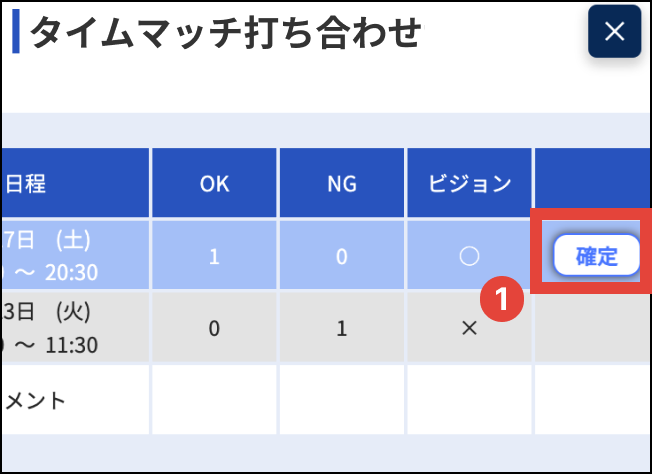 タイムマッチ打ち合わせ
×
日程 OK NG ビジョン
7日 (土) 1 0 ○ 確定
〜 20:30
3日 (火) 0 1 ×
〜 11:30
メント
1